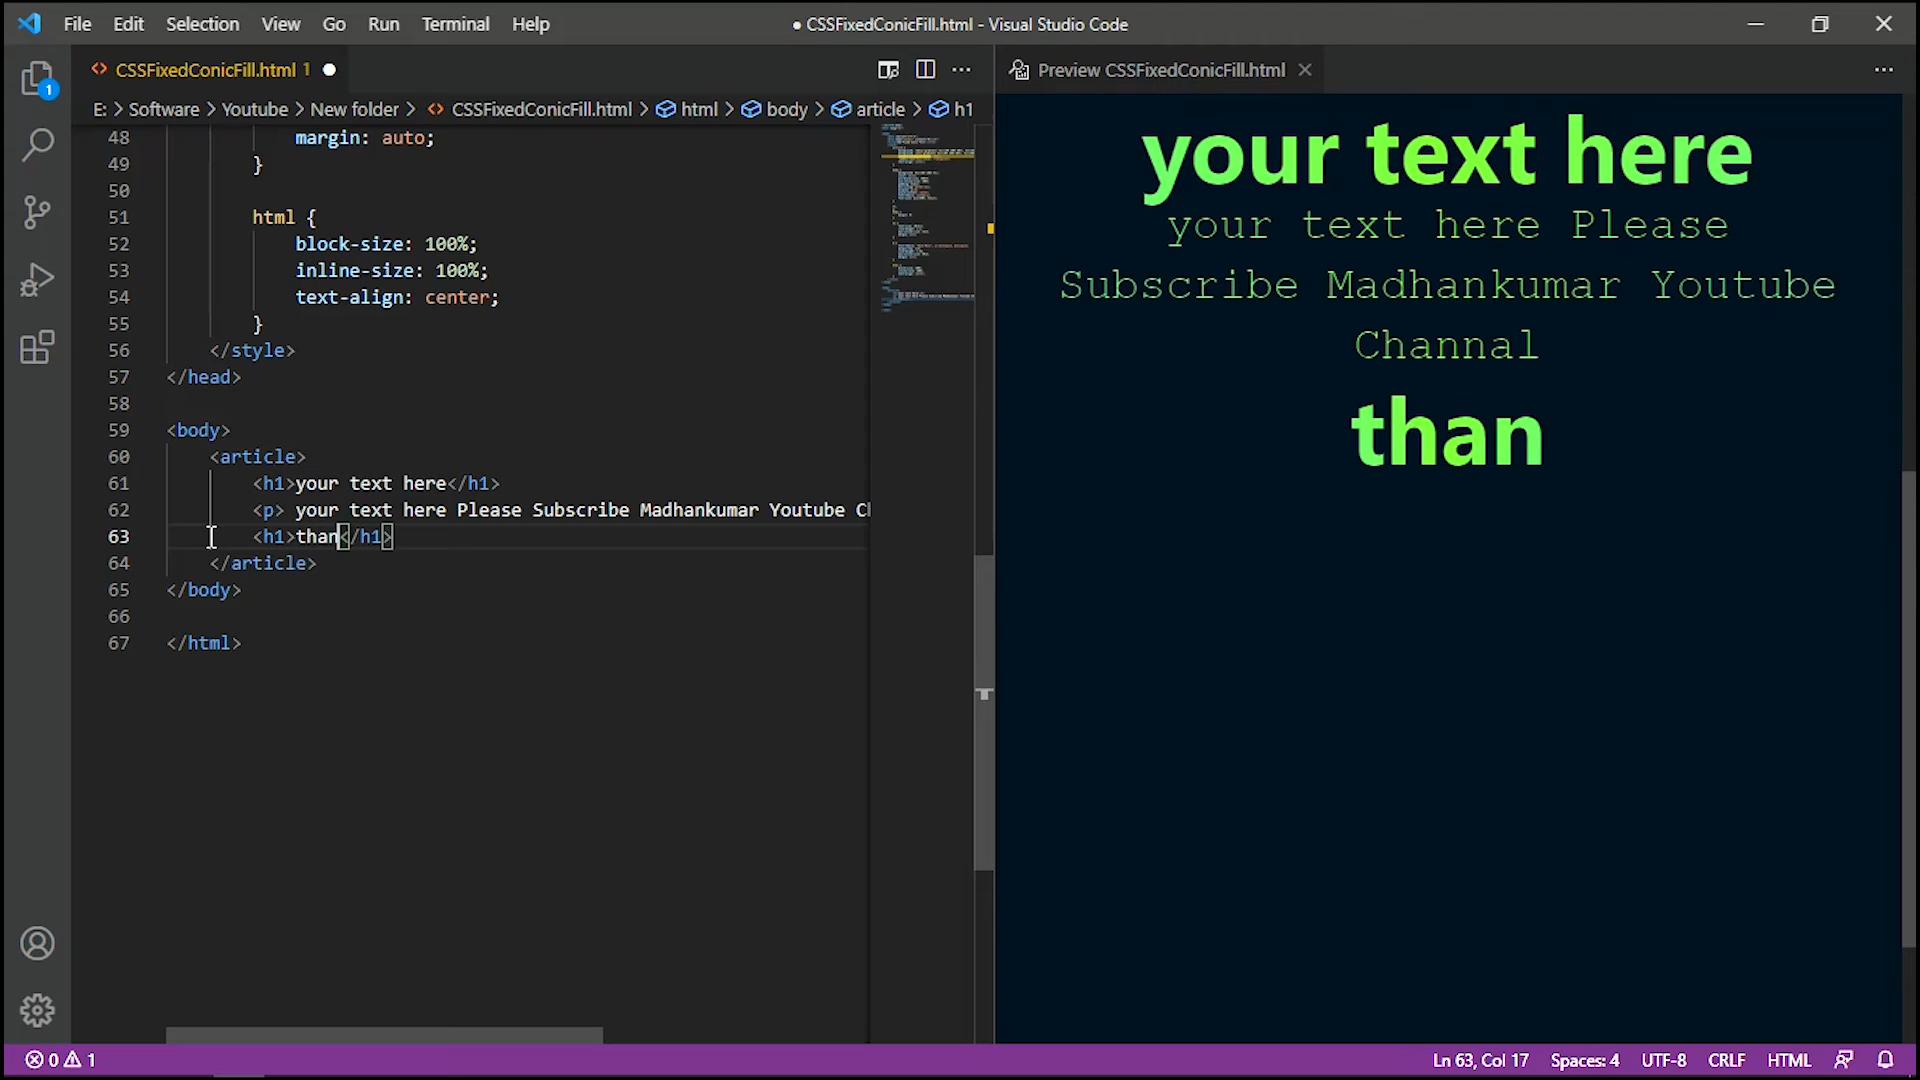 File Edit Selection View Go Run Terminal Help
● CSSFixedConicFill.html - Visual Studio Code
1
<> CSSFixedConicFill.html 1
Preview CSSFixedConicFill.html
E: > Software > Youtube > New folder > <> CSSFixedConicFill.html > html > body > article > h1
48 margin: auto;
49 }
50
51 html {
52 block-size: 100%;
53 inline-size: 100%;
54 text-align: center;
55 }
56 </style>
57 </head>
58
59 <body>
60 <article>
61 <h1>your text here</h1>
62 <p> your text here Please Subscribe Madhankumar Youtube Cl
63 <h1>than</h1>
64 </article>
65 </body>
66
67 </html>
your text here
your text here Please
Subscribe Madhankumar Youtube
Channal
than
0 1
Ln 63, Col 17 Spaces: 4 UTF-8 CRLF HTML